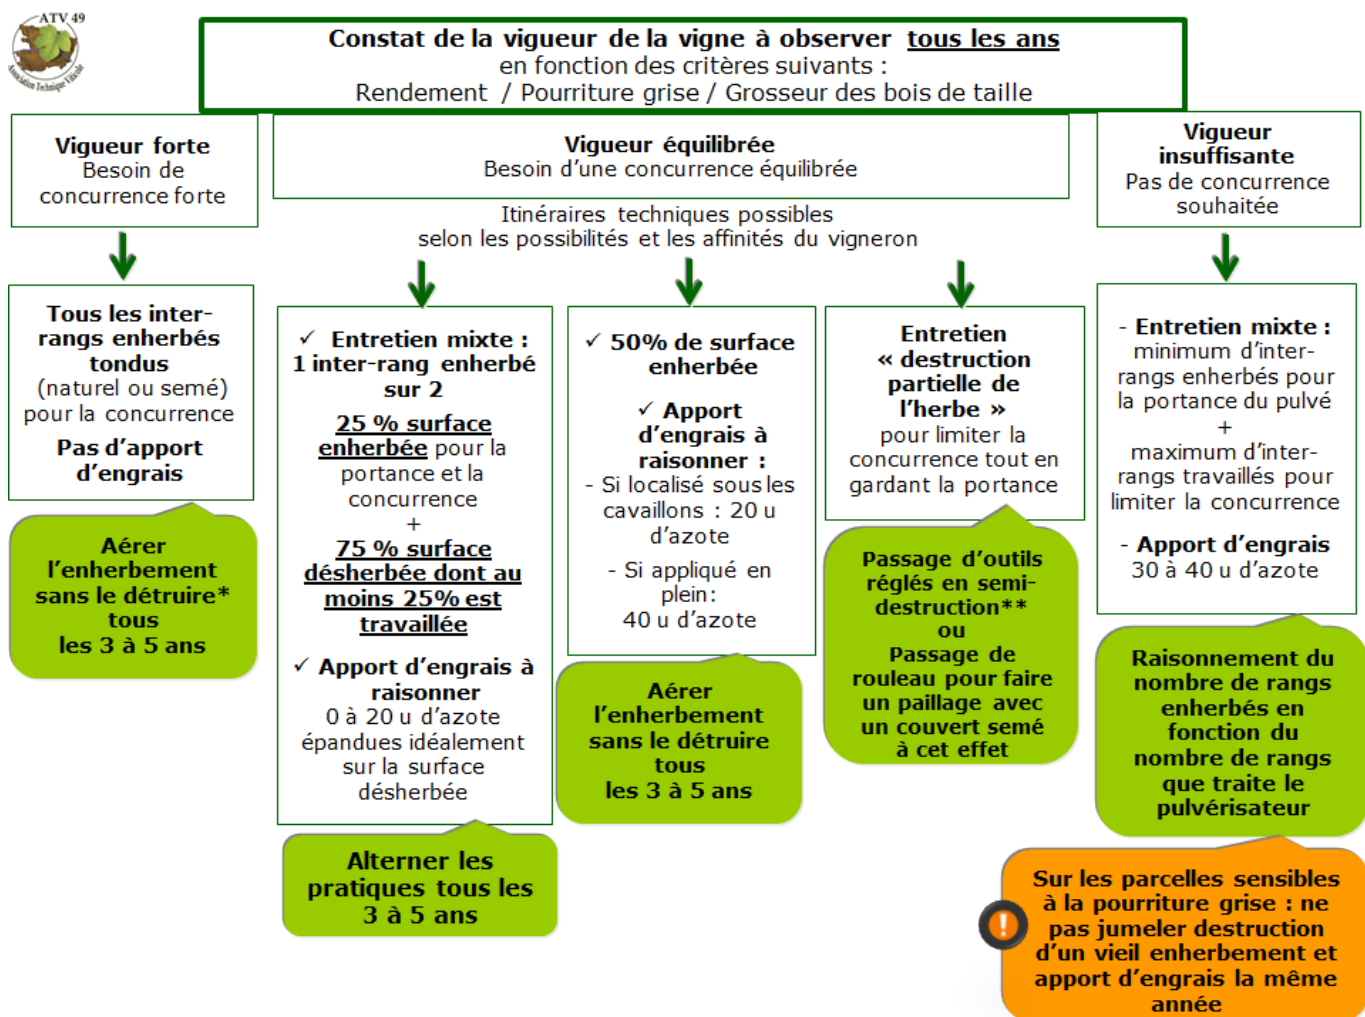 ATV 49
Association Technique Viticole
Constat de la vigueur de la vigne à observer tous les ans
en fonction des critères suivants :
Rendement / Pourriture grise / Grosseur des bois de taille
Vigueur forte
Besoin de
concurrence forte
Vigueur équilibrée
Besoin d'une concurrence équilibrée
Vigueur
insuffisante
Pas de concurrence
souhaitée
Itinéraires techniques possibles
selon les possibilités et les affinités du vigneron
Tous les inter-
rangs enherbés
tondus
(naturel ou semé)
pour la concurrence
Pas d'apport
d'engrais
Aérer
l'enherbement
sans le détruire*
tous
les 3 à 5 ans
✓ Entretien mixte :
1 inter-rang enherbé
sur 2
25 % surface
enherbée pour la
portance et la
concurrence
+
75 % surface
désherbée dont au
moins 25% est
travaillée
✓ Apport d'engrais à
raisonner
0 à 20 u d'azote
épandues idéalement
sur la surface
désherbée
Alterner les
pratiques tous les
3 à 5 ans
✓ 50% de surface
enherbée
✓ Apport
d'engrais à
raisonner :
- Si localisé sous les
cavaillons : 20 u
d'azote
- Si appliqué en
plein:
40 u d'azote
Aérer
l'enherbement
sans le détruire
tous
les 3 à 5 ans
Entretien
« destruction
partielle de
l'herbe »
pour limiter la
concurrence tout en
gardant la portance
Passage d'outils
réglés en semi-
destruction**
ou
Passage de
rouleau pour faire
un paillage avec
un couvert semé
à cet effet
- Entretien mixte :
minimum d'inter-
rangs enherbés pour
la portance du pulvé
+
maximum d'inter-
rangs travaillés pour
limiter la concurrence
- Apport d'engrais
30 à 40 u d'azote
Raisonnement du
nombre de rangs
enherbés en
fonction du
nombre de rangs
que traite le
pulvérisateur
Sur les parcelles sensibles
à la pourriture grise : ne
pas jumeler destruction
d'un vieil enherbement et
apport d'engrais la même
année